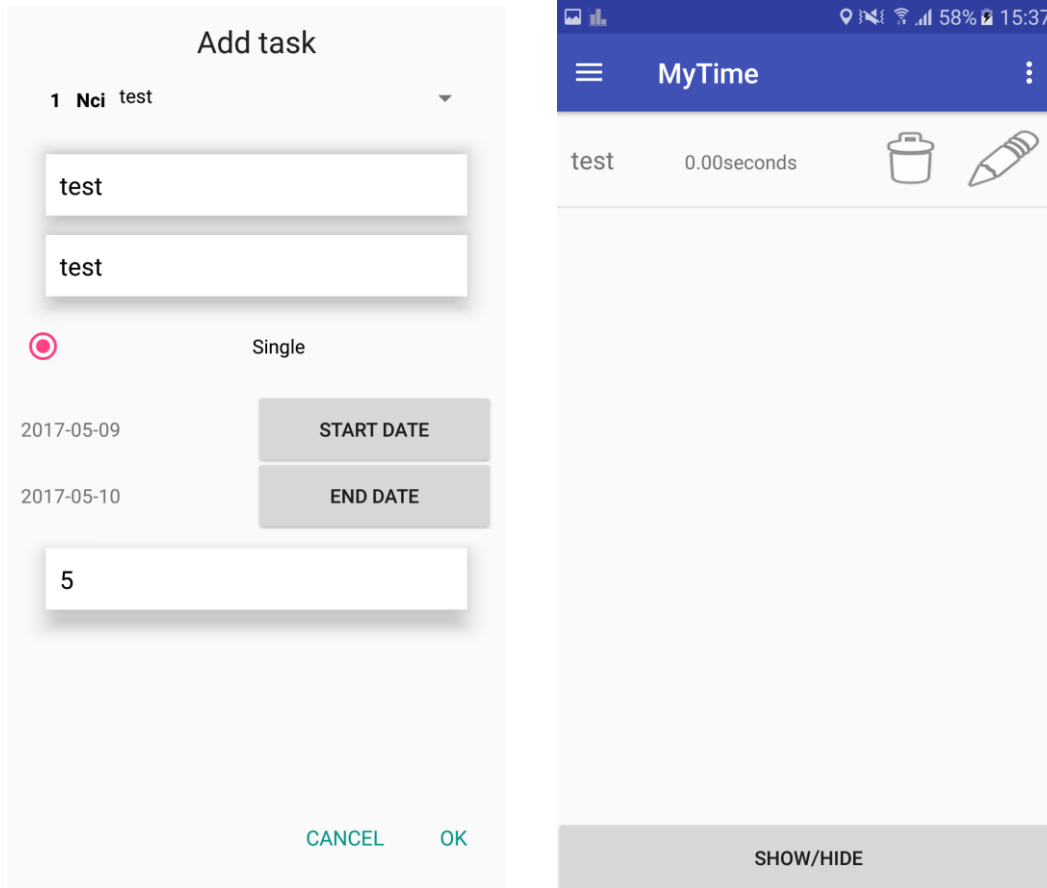 Add task
1 Nci test
test
test
Single
2017-05-09 START DATE
2017-05-10 END DATE
5
CANCEL OK
58% 15:37
MyTime
test 0.00seconds
SHOW/HIDE